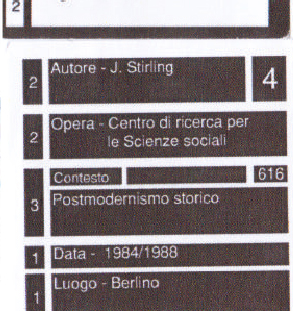 2
2
Autore - J. Stirling
4
2
Opera - Centro di ricerca per
le Scienze sociali
Contesto
616
3
Postmodernismo storico
1
Data - 1984/1988
1
Luogo - Berlino